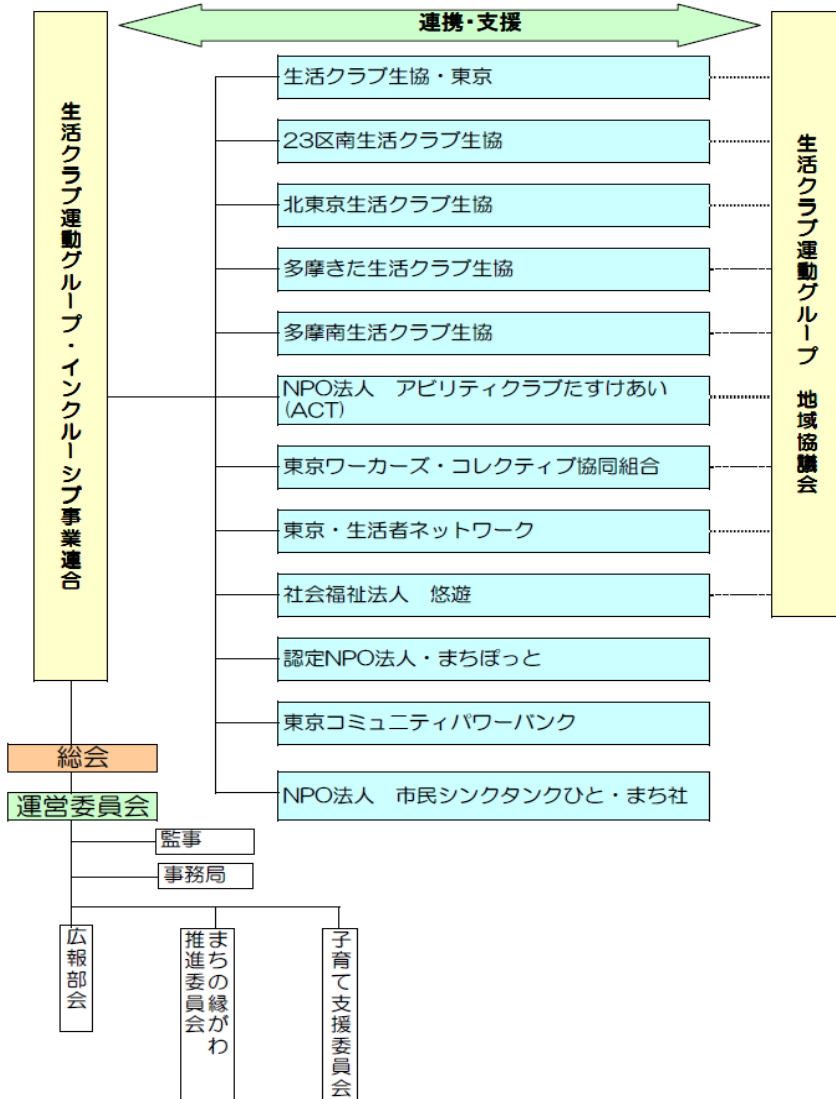 連携・支援
生活クラブ運動グループ・インクルーシブ事業連合
生活クラブ生協・東京
23区南生活クラブ生協
北東京生活クラブ生協
多摩きた生活クラブ生協
多摩南生活クラブ生協
NPO法人　アビリティクラブたすけあい
(ACT)
東京ワーカーズ・コレクティブ協同組合
東京・生活者ネットワーク
社会福祉法人　悠遊
認定NPO法人・まちぽっと
東京コミュニティパワーバンク
NPO法人　市民シンクタンクひと・まち社
生活クラブ運動グループ　地域協議会
総会
運営委員会
監事
事務局
広報部会
まちの縁がわ
推進委員会
子育て支援委員会